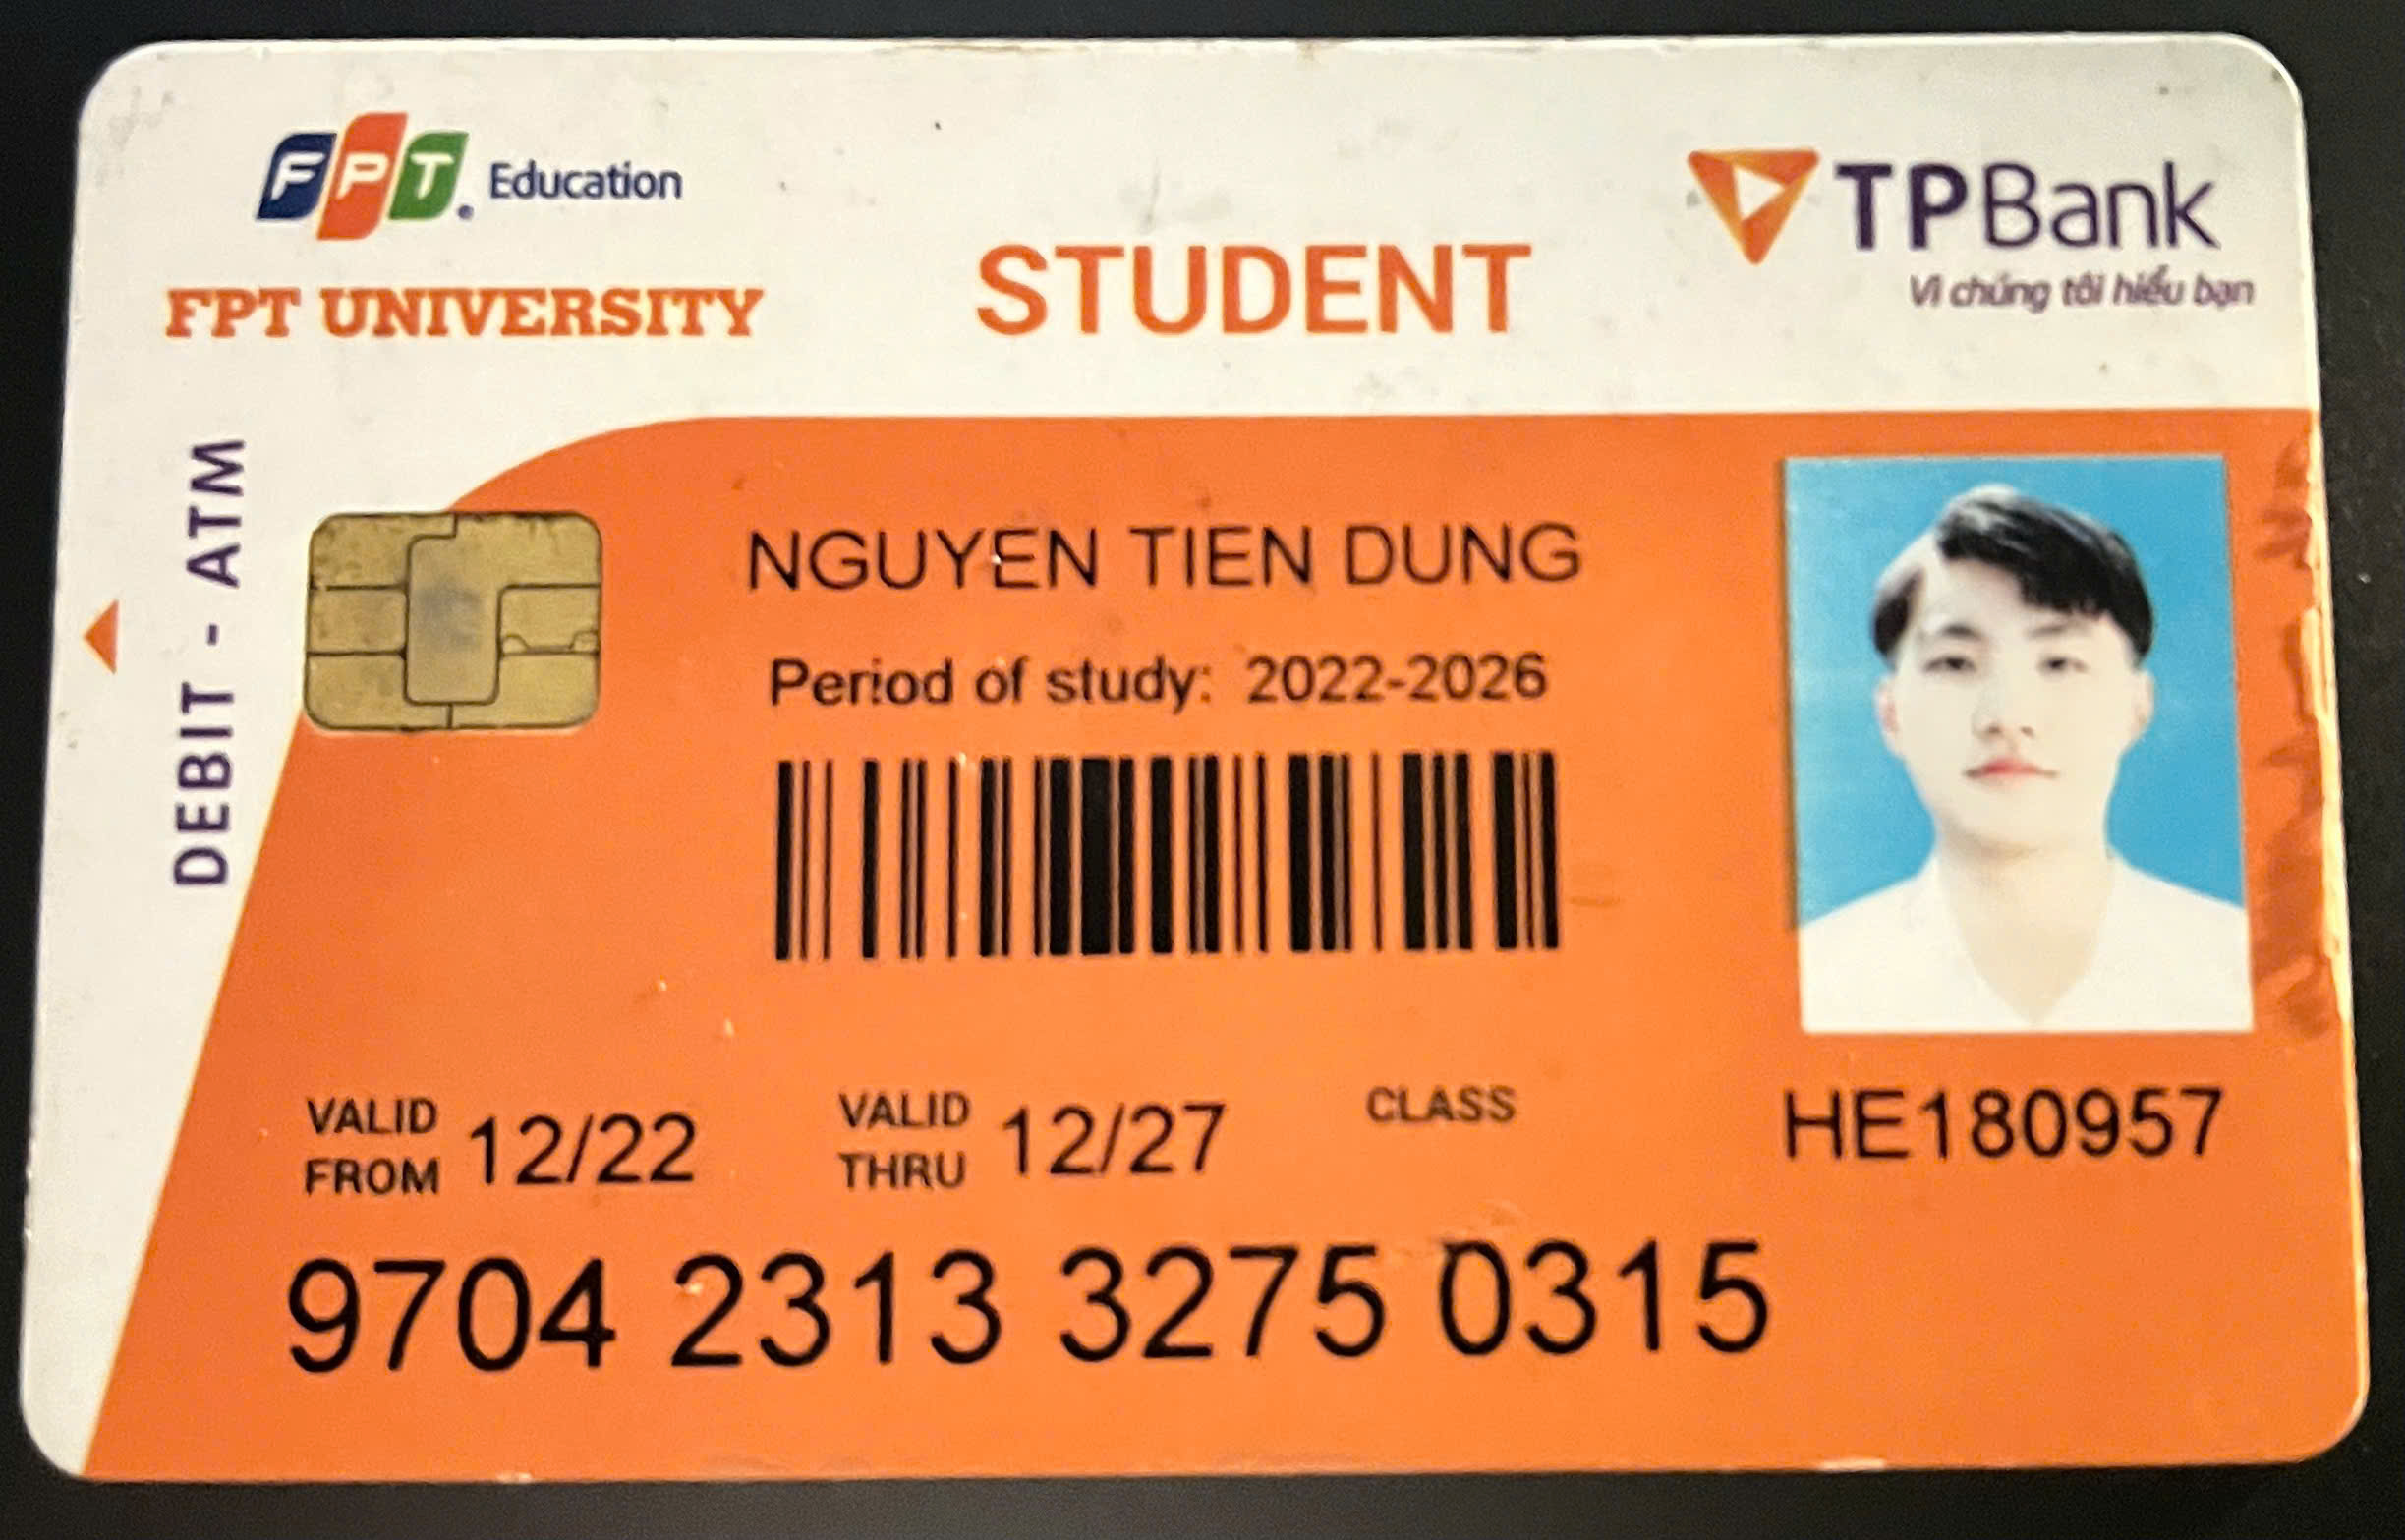 FPT Education
FPT UNIVERSITY
STUDENT
TPBank
Vì chúng tôi hiểu bạn
DEBIT - ATM
NGUYEN TIEN DUNG
Period of study: 2022-2026
VALID FROM 12/22
VALID THRU 12/27
CLASS
HE180957
9704 2313 3275 0315